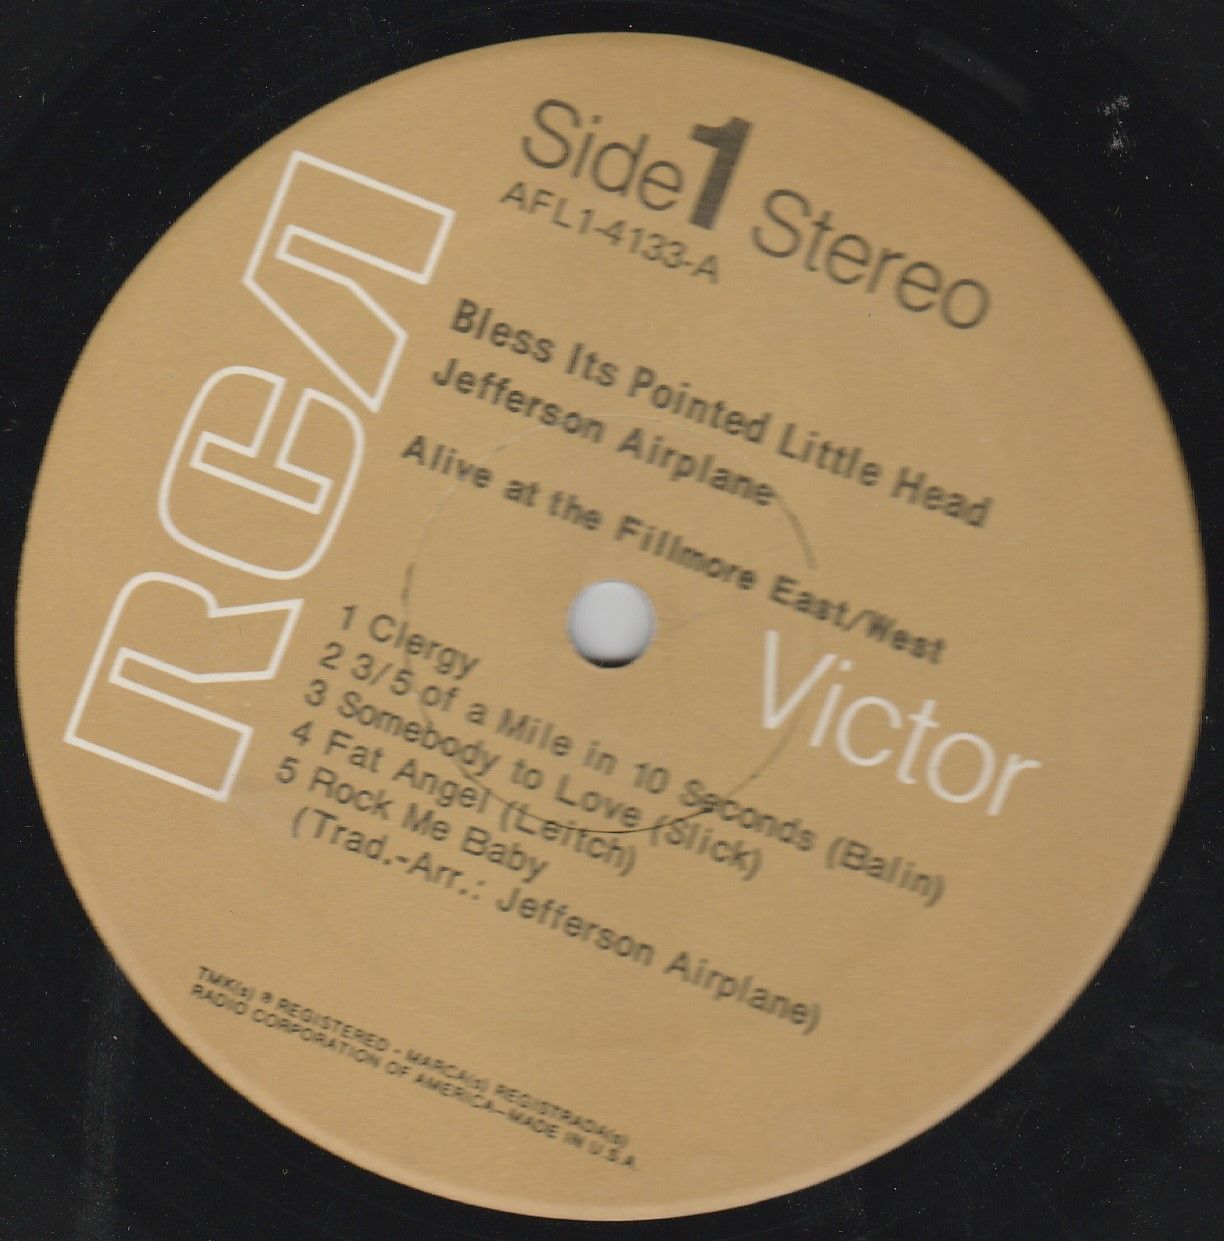 Side 1 Stereo
AFL1-4133-A
Bless Its Pointed Little Head
Jefferson Airplane
Alive at the Fillmore East/West
RCA
Victor
1 Clergy
2 3/5 of a Mile in 10 Seconds (Balin)
3 Somebody to Love (Slick)
4 Fat Angel (Leitch)
5 Rock Me Baby
(Trad.-Arr.: Jefferson Airplane)
TMK(s) ® REGISTERED - MARCA(s) REGISTRADA(s)
RADIO CORPORATION OF AMERICA-MADE IN U.S.A.